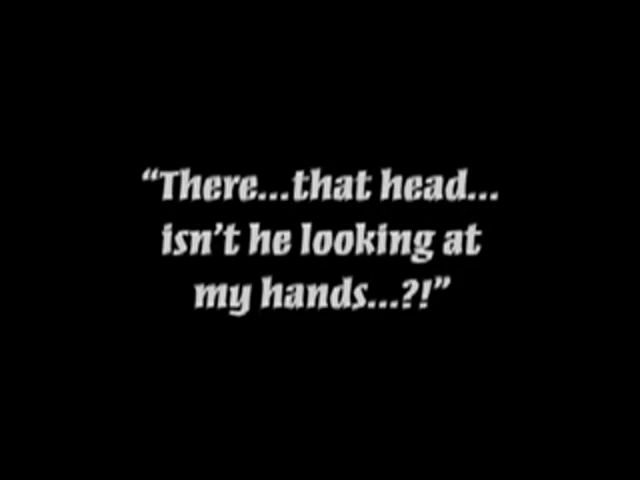 “There...that head...
isn’t he looking at
my hands...?!”